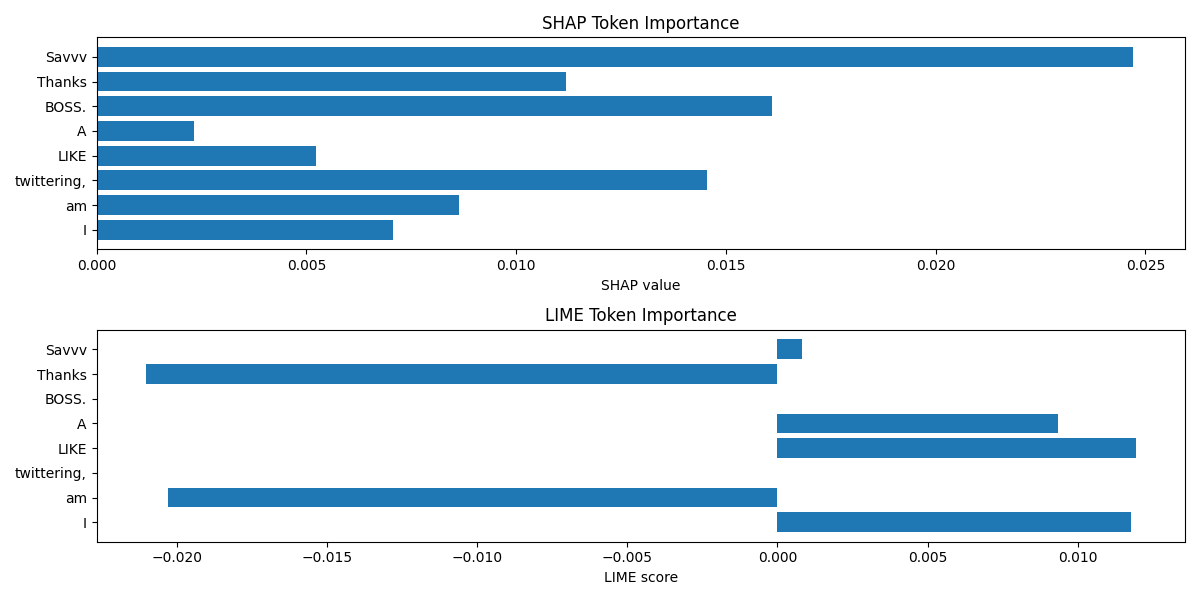 SHAP Token Importance
Savvv
Thanks
BOSS.
A
LIKE
twittering,
am
I
0.000 0.005 0.010 0.015 0.020 0.025
SHAP value
LIME Token Importance
Savvv
Thanks
BOSS.
A
LIKE
twittering,
am
I
−0.020 −0.015 −0.010 −0.005 0.000 0.005 0.010
LIME score